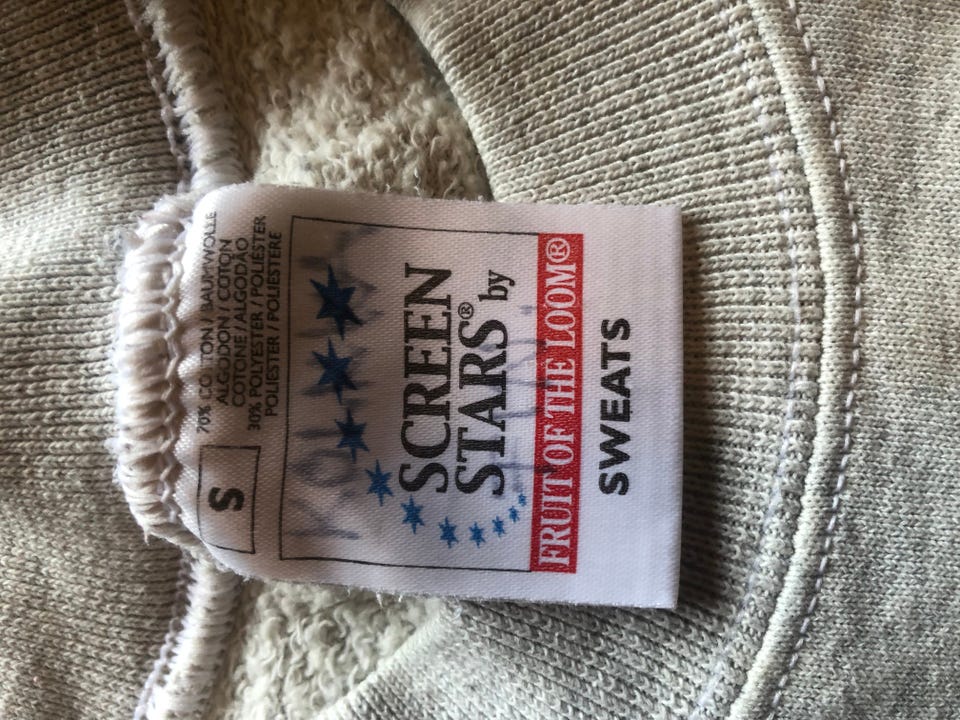 S
70% COTTON / BAUMWOLLE
ALGODON / COTON
COTONE / ALGODÃO
30% POLYESTER / POLIÉSTER
POLIESTER / POLIESTERE
SCREEN
STARS® by
FRUIT OF THE LOOM®
SWEATS